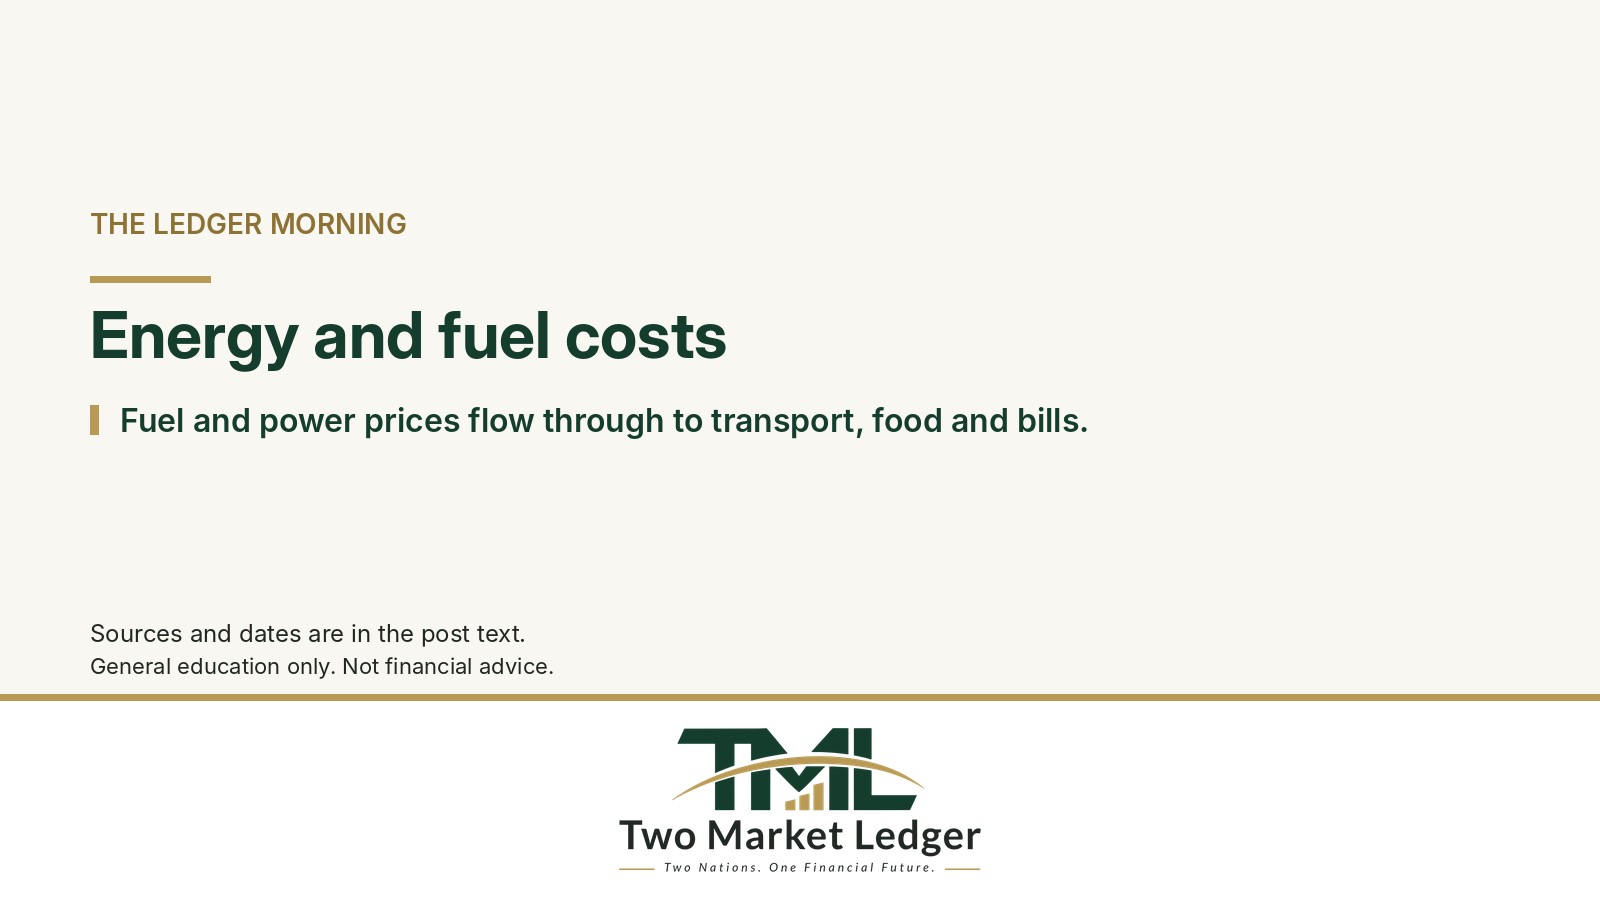 THE LEDGER MORNING
Energy and fuel costs
Fuel and power prices flow through to transport, food and bills.
Sources and dates are in the post text.
General education only. Not financial advice.
TML
Two Market Ledger
Two Nations. One Financial Future.